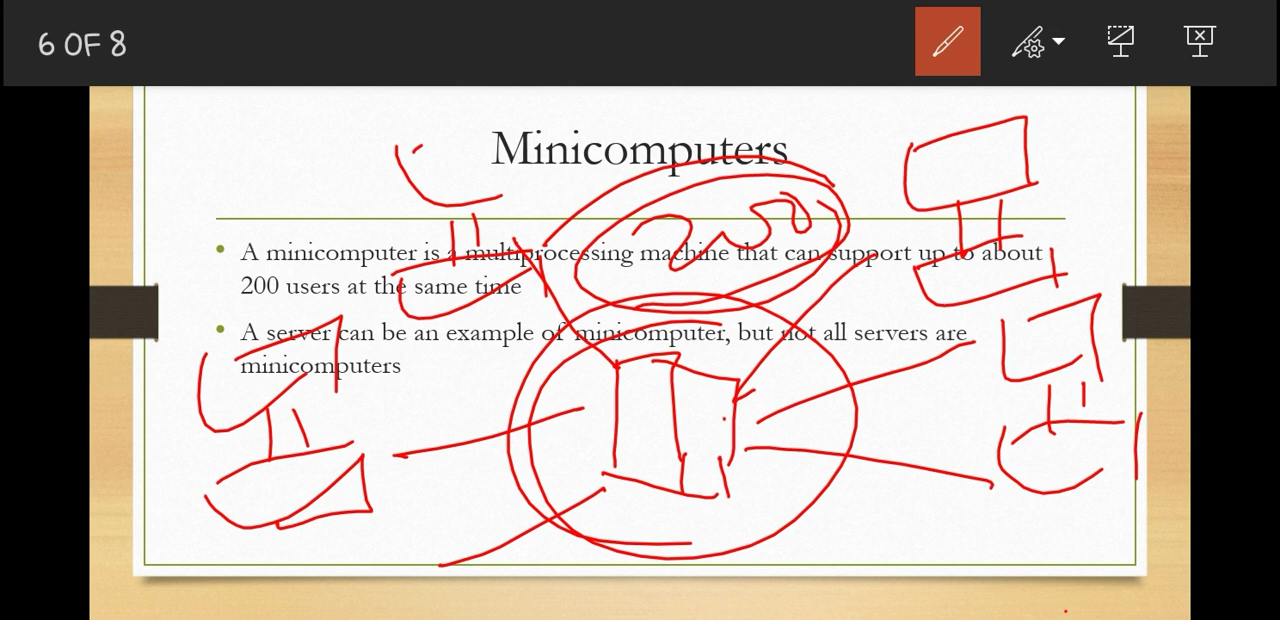 6 OF 8
Minicomputers
• A minicomputer is a multiprocessing machine that can support up to about
200 users at the same time
200
• A server can be an example of minicomputer, but not all servers are
minicomputers